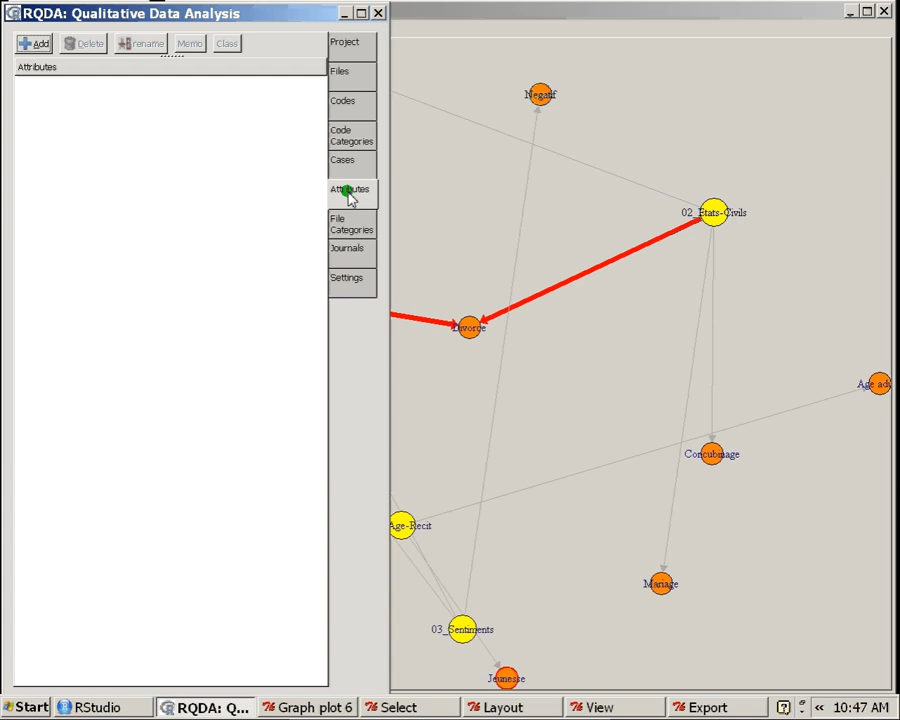 RQDA: Qualitative Data Analysis
Add
Delete
rename
Memo
Class
Attributes
Project
Files
Codes
Code
Categories
Cases
Attributes
File
Categories
Journals
Settings
Negatif
02_Etats-Civils
Divorce
Age ad
Concubinage
Age-Recit
Mariage
03_Sentiments
Jeunesse
Start
RStudio
RQDA: Q...
Graph plot 6
Select
Layout
View
Export
«
10:47 AM